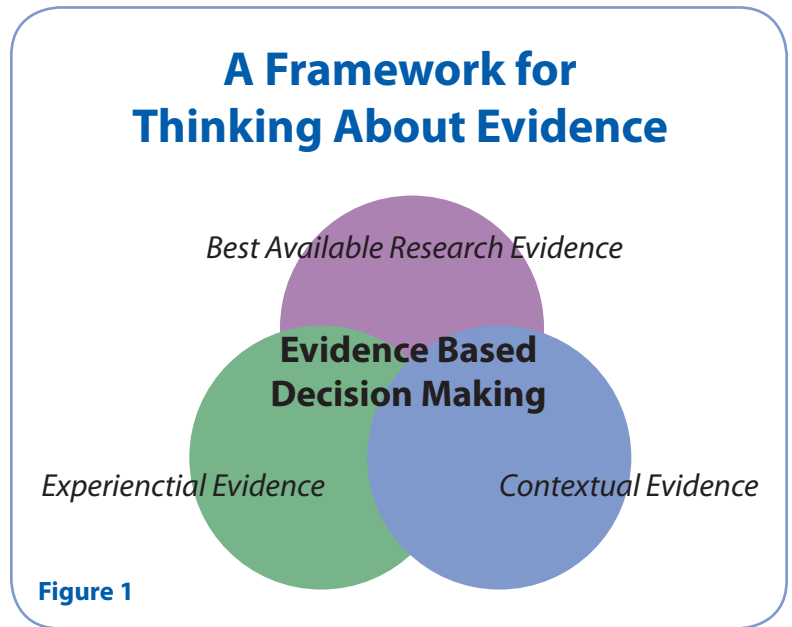 A Framework for
Thinking About Evidence
Best Available Research Evidence
Evidence Based
Decision Making
Experienctial Evidence
Contextual Evidence
Figure 1